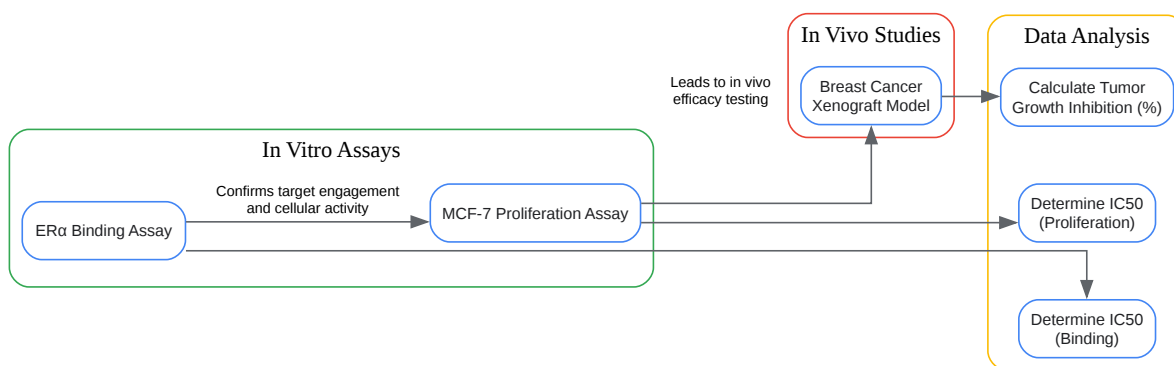 In Vivo Studies
Data Analysis
Leads to in vivo
efficacy testing
Breast Cancer
Xenograft Model
Calculate Tumor
Growth Inhibition (%)
In Vitro Assays
Confirms target engagement
and cellular activity
ERα Binding Assay
MCF-7 Proliferation Assay
Determine IC50
(Proliferation)
Determine IC50
(Binding)